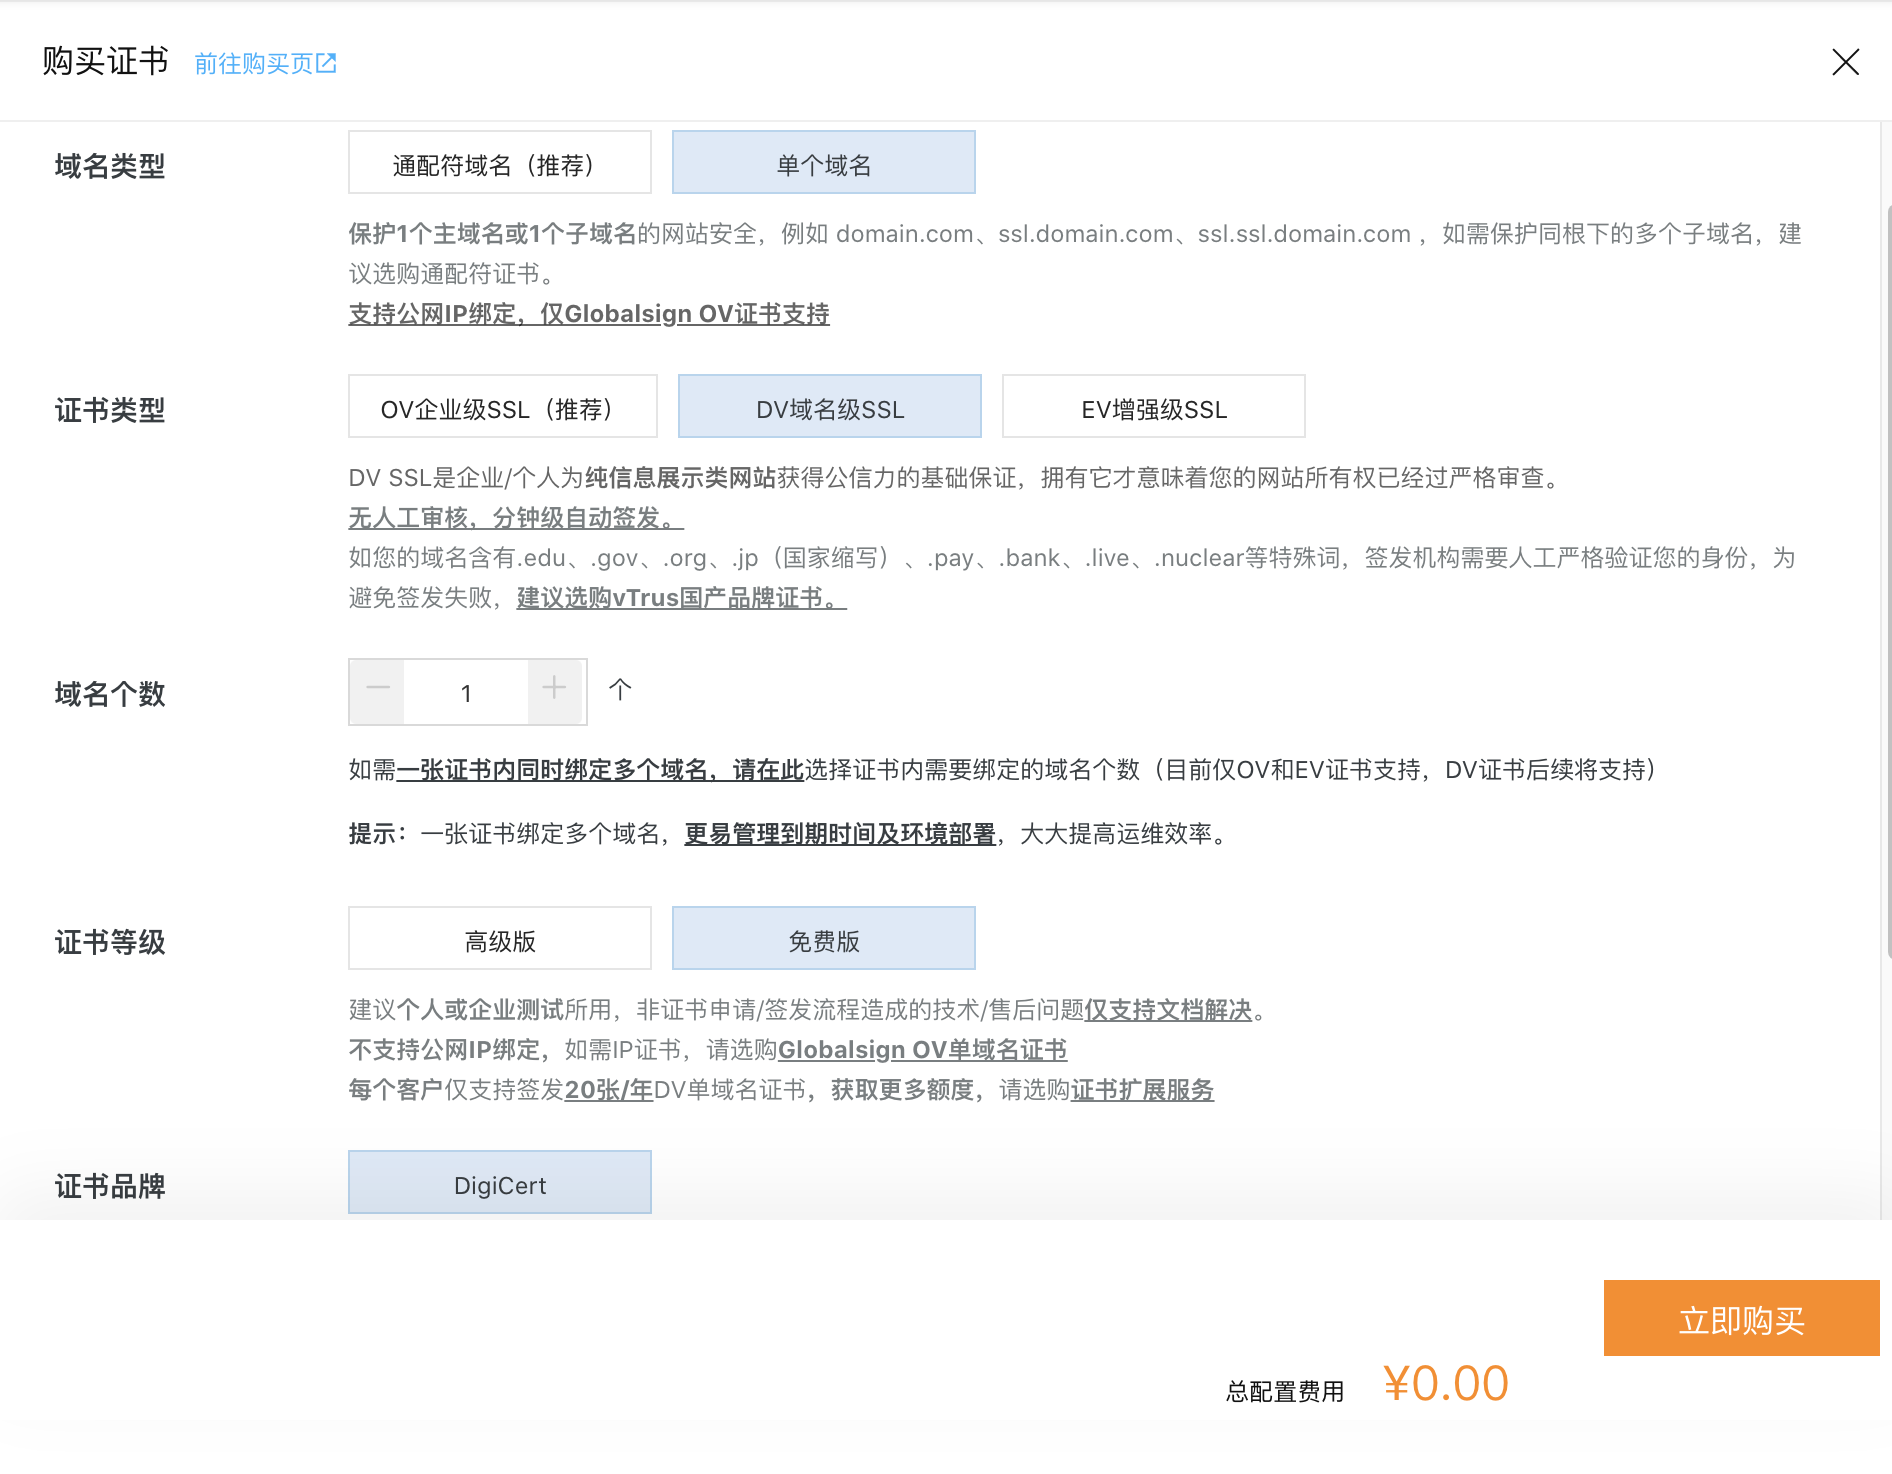 购买证书 前往购买页
域名类型 通配符域名（推荐） 单个域名
保护1个主域名或1个子域名的网站安全，例如 domain.com、ssl.domain.com、ssl.ssl.domain.com ，如需保护同根下的多个子域名，建
议选购通配符证书。
支持公网IP绑定，仅Globalsign OV证书支持
证书类型 OV企业级SSL（推荐） DV域名级SSL EV增强级SSL
DV SSL是企业/个人为纯信息展示类网站获得公信力的基础保证，拥有它才意味着您的网站所有权已经过严格审查。
无人工审核，分钟级自动签发。
如您的域名含有.edu、.gov、.org、.jp（国家缩写）、.pay、.bank、.live、.nuclear等特殊词，签发机构需要人工严格验证您的身份，为
避免签发失败，建议选购vTrus国产品牌证书。
域名个数 1 个
如需一张证书内同时绑定多个域名，请在此选择证书内需要绑定的域名个数（目前仅OV和EV证书支持，DV证书后续将支持）
提示：一张证书绑定多个域名，更易管理到期时间及环境部署，大大提高运维效率。
证书等级 高级版 免费版
建议个人或企业测试所用，非证书申请/签发流程造成的技术/售后问题仅支持文档解决。
不支持公网IP绑定，如需IP证书，请选购Globalsign OV单域名证书
每个客户仅支持签发20张/年DV单域名证书，获取更多额度，请选购证书扩展服务
证书品牌 DigiCert
立即购买
总配置费用 ¥0.00